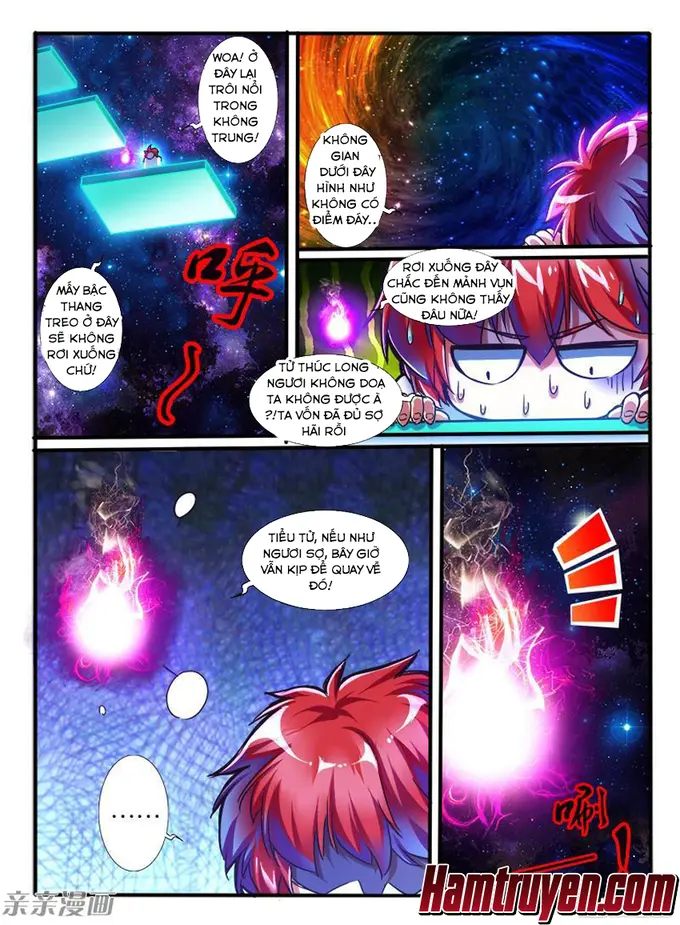 WOA! Ở
ĐÂY LẠI
TRÔI NỔI
TRONG
KHÔNG
TRUNG!
KHÔNG
GIAN
DƯỚI ĐÂY
HÌNH NHƯ
KHÔNG CÓ
ĐIỂM ĐÁY..
呼
MẤY BẬC
THANG
TREO Ở ĐÂY
SẼ KHÔNG
RƠI XUỐNG
CHỨ!
RƠI XUỐNG ĐÂY
CHẮC ĐẾN MẢNH VỤN
CŨNG KHÔNG THẤY
ĐÂU NỮA!
TỬ THÚC LONG
NGƯƠI KHÔNG DOẠ
TA KHÔNG ĐƯỢC À
?!TA VỐN ĐÃ ĐỦ SỢ
HÃI RỒI
TIỂU TỬ, NẾU NHƯ
NGƯƠI SỢ, BÂY GIỜ
VẪN KỊP ĐỂ QUAY VỀ
ĐÓ!
......
唰
!
亲亲漫画
Hamtruyen.com